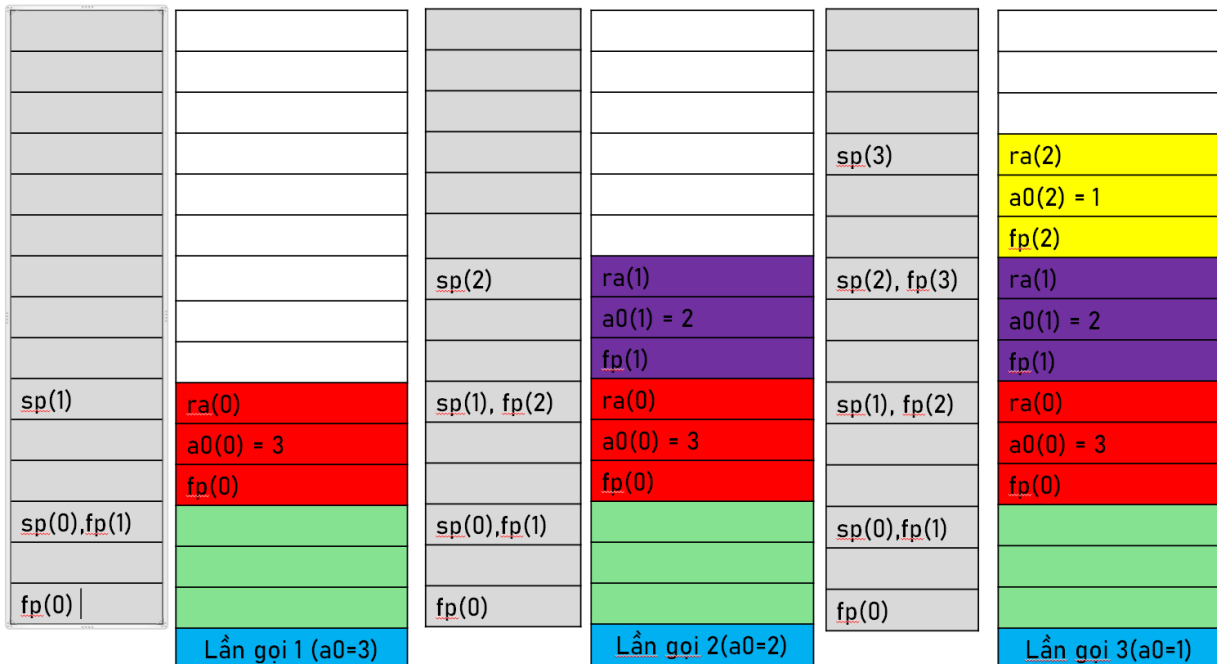 sp(1)
sp(0),fp(1)
fp(0)
ra(0)
a0(0) = 3
fp(0)
Lần gọi 1 (a0=3)
sp(2)
sp(1), fp(2)
sp(0),fp(1)
fp(0)
ra(1)
a0(1) = 2
fp(1)
ra(0)
a0(0) = 3
fp(0)
Lần gọi 2(a0=2)
sp(3)
sp(2), fp(3)
sp(1), fp(2)
sp(0),fp(1)
fp(0)
ra(2)
a0(2) = 1
fp(2)
ra(1)
a0(1) = 2
fp(1)
ra(0)
a0(0) = 3
fp(0)
Lần gọi 3(a0=1)